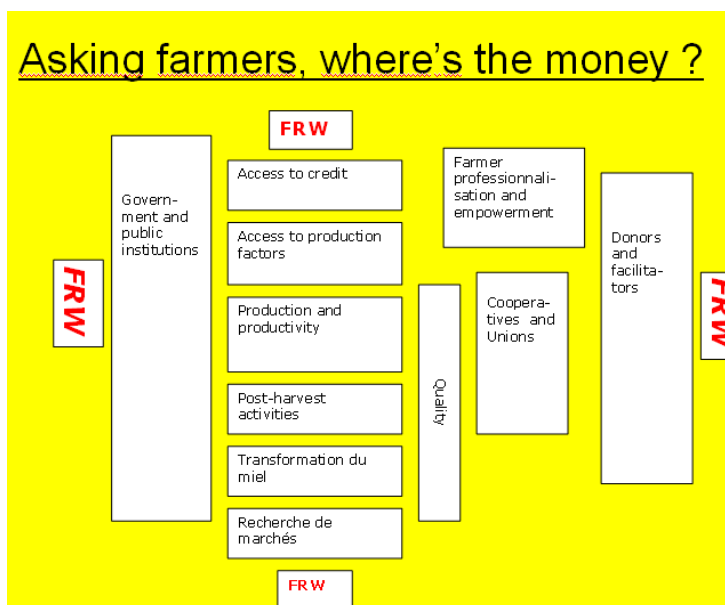 Asking farmers, where's the money ?
FRW
Govern-
ment and
public
institutions
FRW
Access to credit
Access to production
factors
Production and
productivity
Post-harvest
activities
Transformation du
miel
Recherche de
marchés
FRW
Quality
Farmer
professionnali-
sation and
empowerment
Coopera-
tives and
Unions
Donors
and
facilita-
tors
FRW